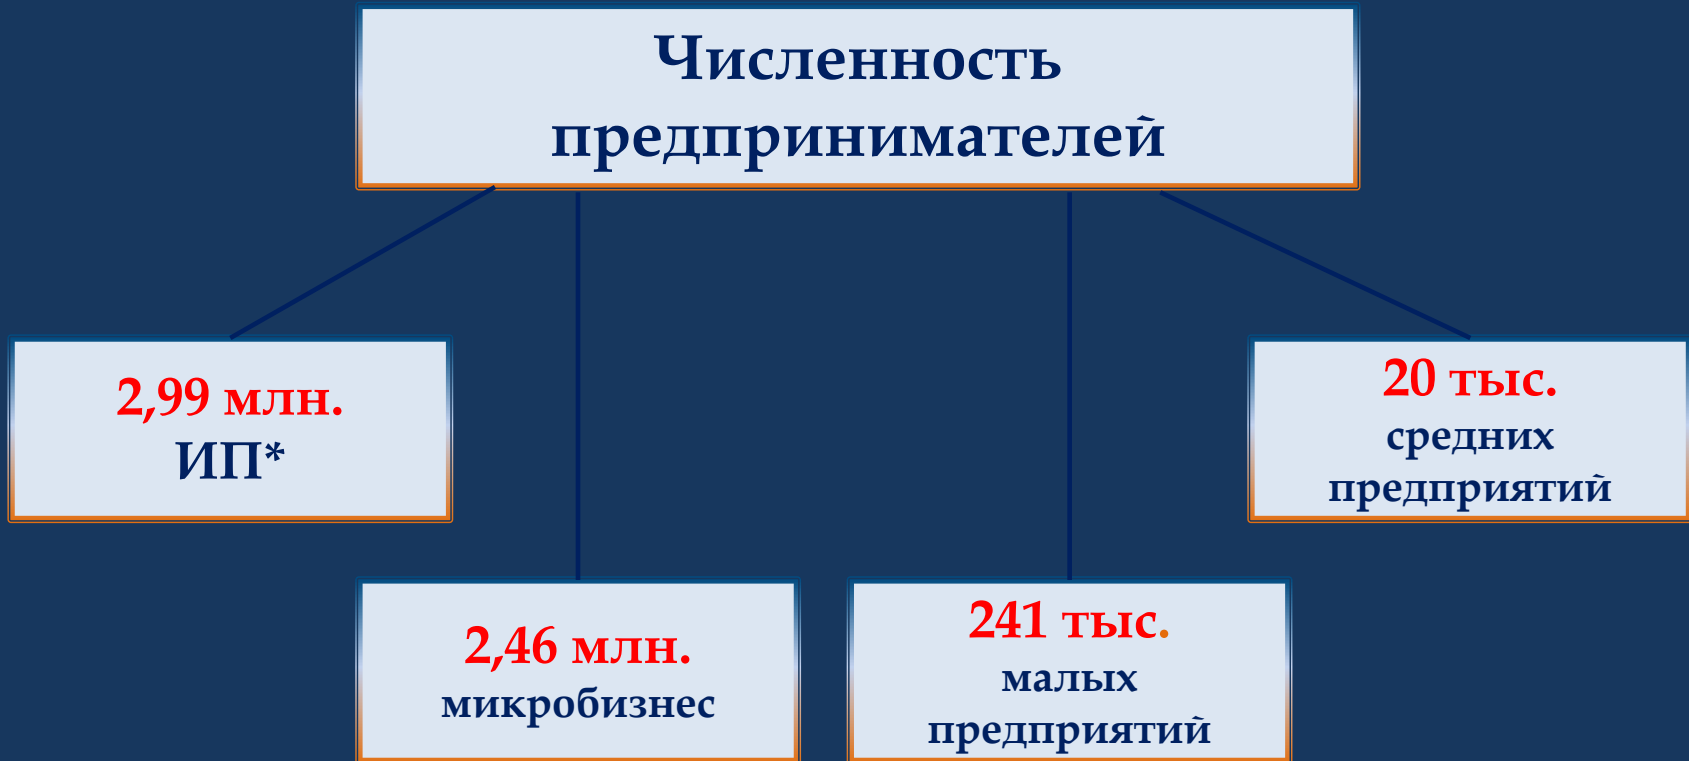 Численность
предпринимателей
2,99 млн.
ИП*
20 тыс.
средних
предприятий
2,46 млн.
микробизнес
241 тыс.
малых
предприятий